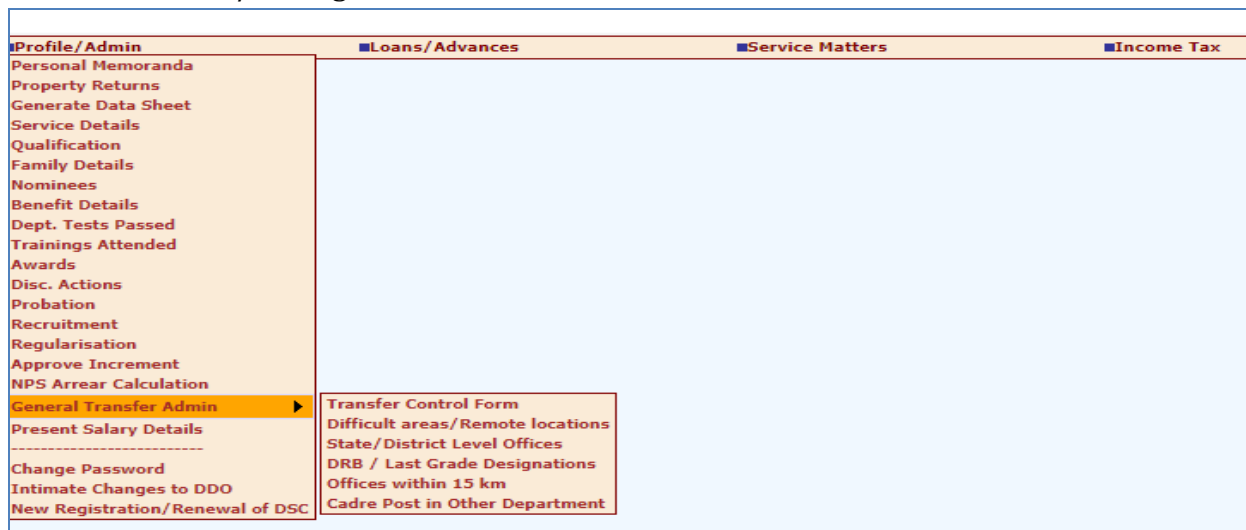 Profile/Admin Loans/Advances Service Matters Income Tax
Personal Memoranda
Property Returns
Generate Data Sheet
Service Details
Qualification
Family Details
Nominees
Benefit Details
Dept. Tests Passed
Trainings Attended
Awards
Disc. Actions
Probation
Recruitment
Regularisation
Approve Increment
NPS Arrear Calculation
General Transfer Admin
Present Salary Details
--------------------------
Change Password
Intimate Changes to DDO
New Registration/Renewal of DSC
Transfer Control Form
Difficult areas/Remote locations
State/District Level Offices
DRB / Last Grade Designations
Offices within 15 km
Cadre Post in Other Department